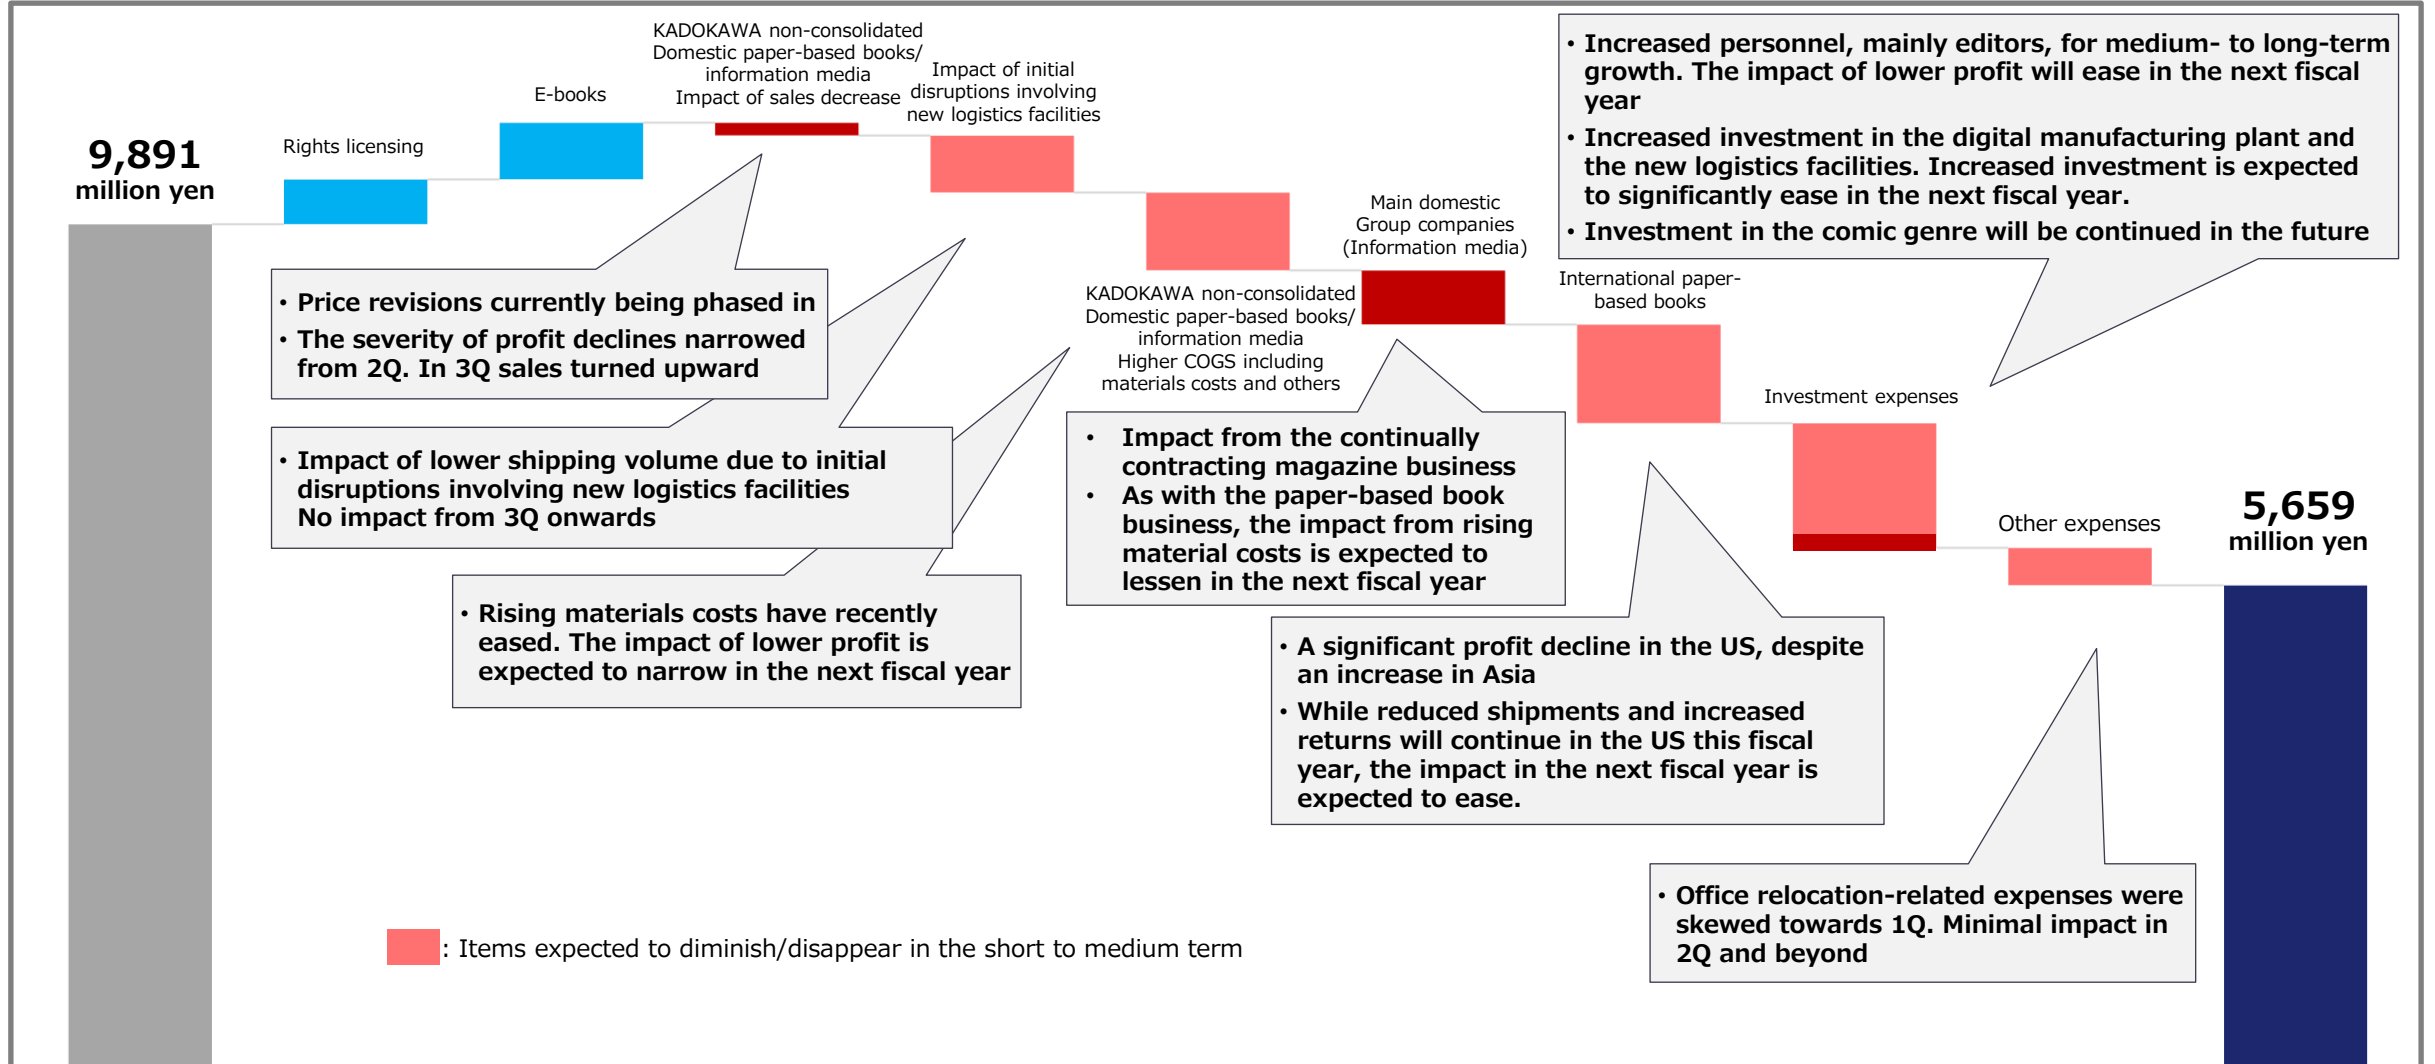 9,891
million yen
Rights licensing
E-books
KADOKAWA non-consolidated
Domestic paper-based books/
information media
Impact of sales decrease
Impact of initial
disruptions involving
new logistics facilities
KADOKAWA non-consolidated
Domestic paper-based books/
information media
Higher COGS including
materials costs and others
Main domestic
Group companies
(Information media)
International paper-
based books
Investment expenses
Other expenses
5,659
million yen
• Increased personnel, mainly editors, for medium- to long-term
growth. The impact of lower profit will ease in the next fiscal
year
• Increased investment in the digital manufacturing plant and
the new logistics facilities. Increased investment is expected
to significantly ease in the next fiscal year.
• Investment in the comic genre will be continued in the future
• Price revisions currently being phased in
• The severity of profit declines narrowed
from 2Q. In 3Q sales turned upward
• Impact of lower shipping volume due to initial
disruptions involving new logistics facilities
No impact from 3Q onwards
• Rising materials costs have recently
eased. The impact of lower profit is
expected to narrow in the next fiscal year
• Impact from the continually
contracting magazine business
• As with the paper-based book
business, the impact from rising
material costs is expected to
lessen in the next fiscal year
• A significant profit decline in the US, despite
an increase in Asia
• While reduced shipments and increased
returns will continue in the US this fiscal
year, the impact in the next fiscal year is
expected to ease.
• Office relocation-related expenses were
skewed towards 1Q. Minimal impact in
2Q and beyond
: Items expected to diminish/disappear in the short to medium term